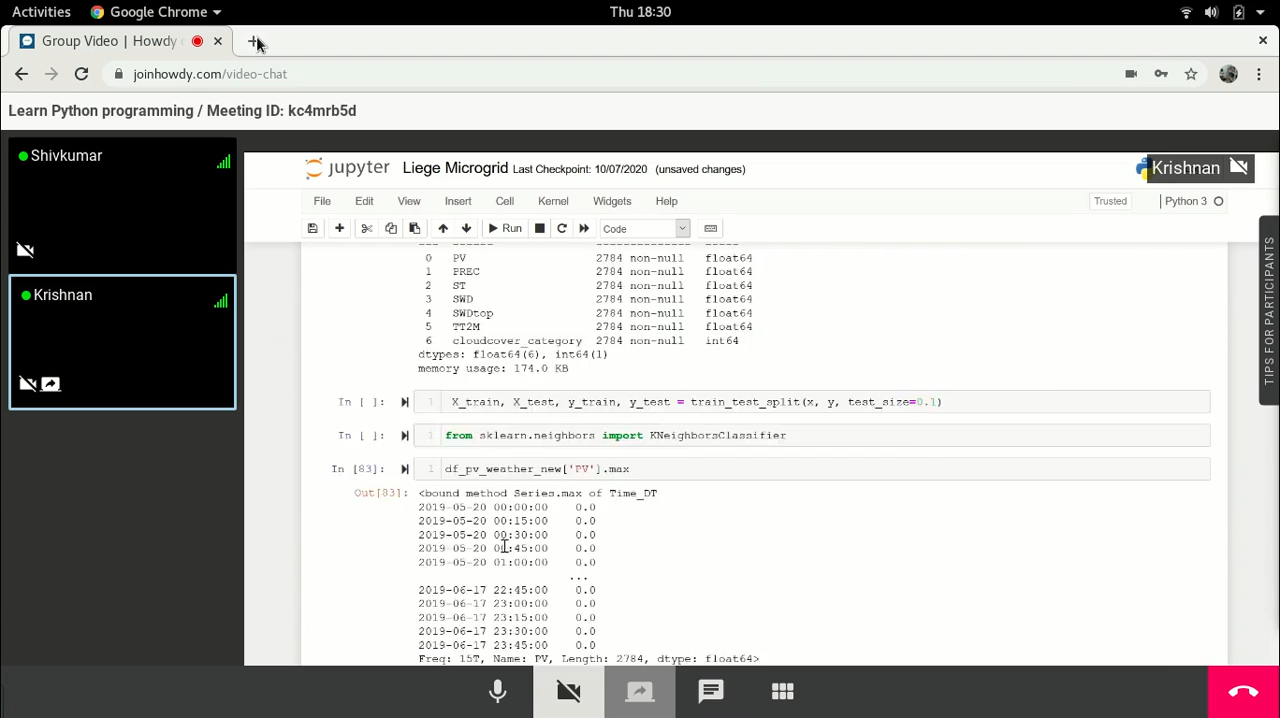 Activities Google Chrome Thu 18:30
Group Video | Howdy
joinhowdy.com/video-chat
Learn Python programming / Meeting ID: kc4mrb5d
Shivkumar
Krishnan
jupyter Liege Microgrid Last Checkpoint: 10/07/2020 (unsaved changes)
Krishnan
File Edit View Insert Cell Kernel Widgets Help Trusted | Python 3
Run Code
0 PV 2784 non-null float64
1 PREC 2784 non-null float64
2 ST 2784 non-null float64
3 SWD 2784 non-null float64
4 SWDtop 2784 non-null float64
5 TT2M 2784 non-null float64
6 cloudcover_category 2784 non-null int64
dtypes: float64(6), int64(1)
memory usage: 174.0 KB
In [ ]: 1 X_train, X_test, y_train, y_test = train_test_split(x, y, test_size=0.1)
In [ ]: 1 from sklearn.neighbors import KNeighborsClassifier
In [83]: 1 df_pv_weather_new['PV'].max
Out[83]: <bound method Series.max of Time_DT
2019-05-20 00:00:00 0.0
2019-05-20 00:15:00 0.0
2019-05-20 00:30:00 0.0
2019-05-20 00:45:00 0.0
2019-05-20 01:00:00 0.0
...
2019-06-17 22:45:00 0.0
2019-06-17 23:00:00 0.0
2019-06-17 23:15:00 0.0
2019-06-17 23:30:00 0.0
2019-06-17 23:45:00 0.0
Freq: 15T, Name: PV, Length: 2784, dtype: float64>
TIPS FOR PARTICIPANTS